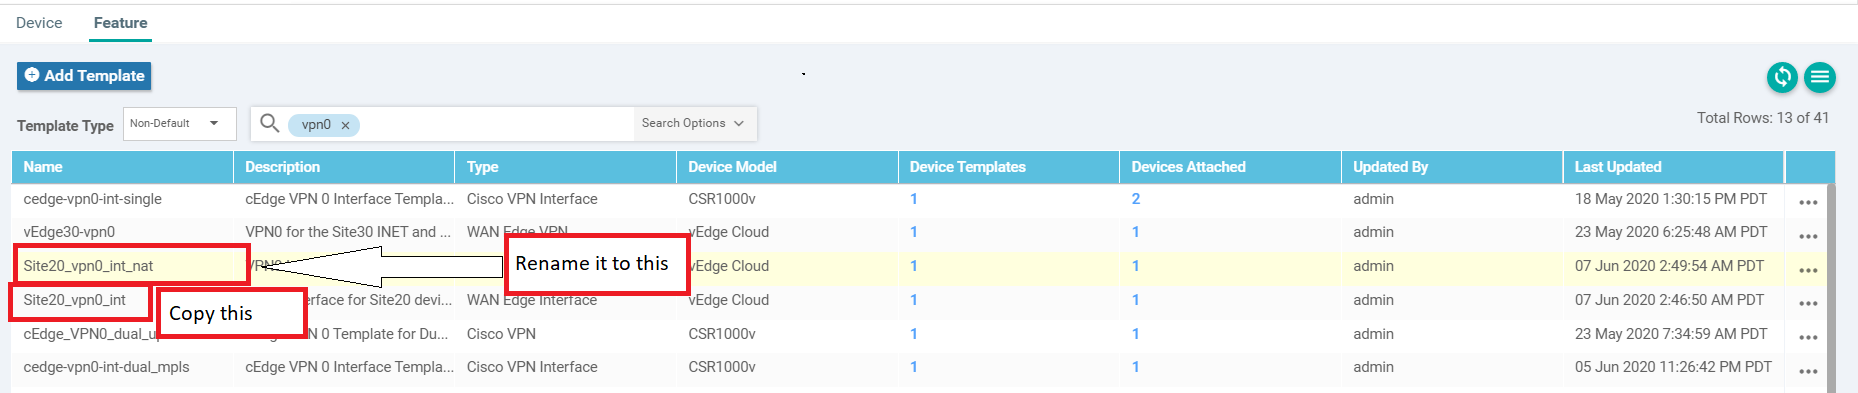 Device Feature
Add Template
Template Type Non-Default vpn0 × Search Options Total Rows: 13 of 41
Name Description Type Device Model Device Templates Devices Attached Updated By Last Updated
cedge-vpn0-int-single cEdge VPN 0 Interface Templa... Cisco VPN Interface CSR1000v 1 2 admin 18 May 2020 1:30:15 PM PDT ...
vEdge30-vpn0 VPN0 for the Site30 INET and ... WAN Edge VPN vEdge Cloud 1 1 admin 23 May 2020 6:25:48 AM PDT ...
Site20_vpn0_int_nat Rename it to this vEdge Cloud 1 1 admin 07 Jun 2020 2:49:54 AM PDT ...
Site20_vpn0_int Copy this for Site20 devi... WAN Edge Interface vEdge Cloud 1 1 admin 07 Jun 2020 2:46:50 AM PDT ...
cEdge_VPN0_dual_u 0 Template for Du... Cisco VPN CSR1000v 1 1 admin 23 May 2020 7:34:59 AM PDT ...
cedge-vpn0-int-dual_mpls cEdge VPN 0 Interface Templa... Cisco VPN Interface CSR1000v 1 1 admin 05 Jun 2020 11:26:42 PM PDT ...